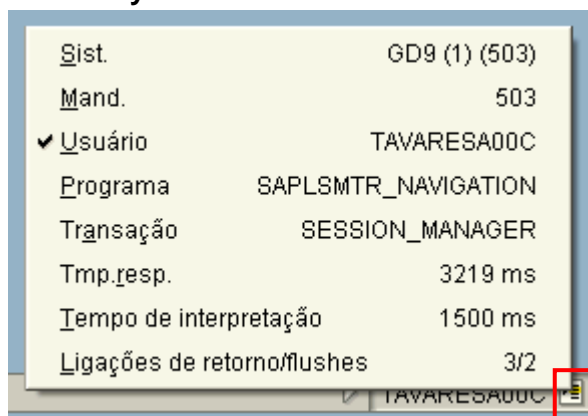 Sist. GD9 (1) (503)
Mand. 503
Usuário TAVARESA00C
Programa SAPLSMTR_NAVIGATION
Transação SESSION_MANAGER
Tmp.resp. 3219 ms
Tempo de interpretação 1500 ms
Ligações de retorno/flushes 3/2
TAVARESA00C